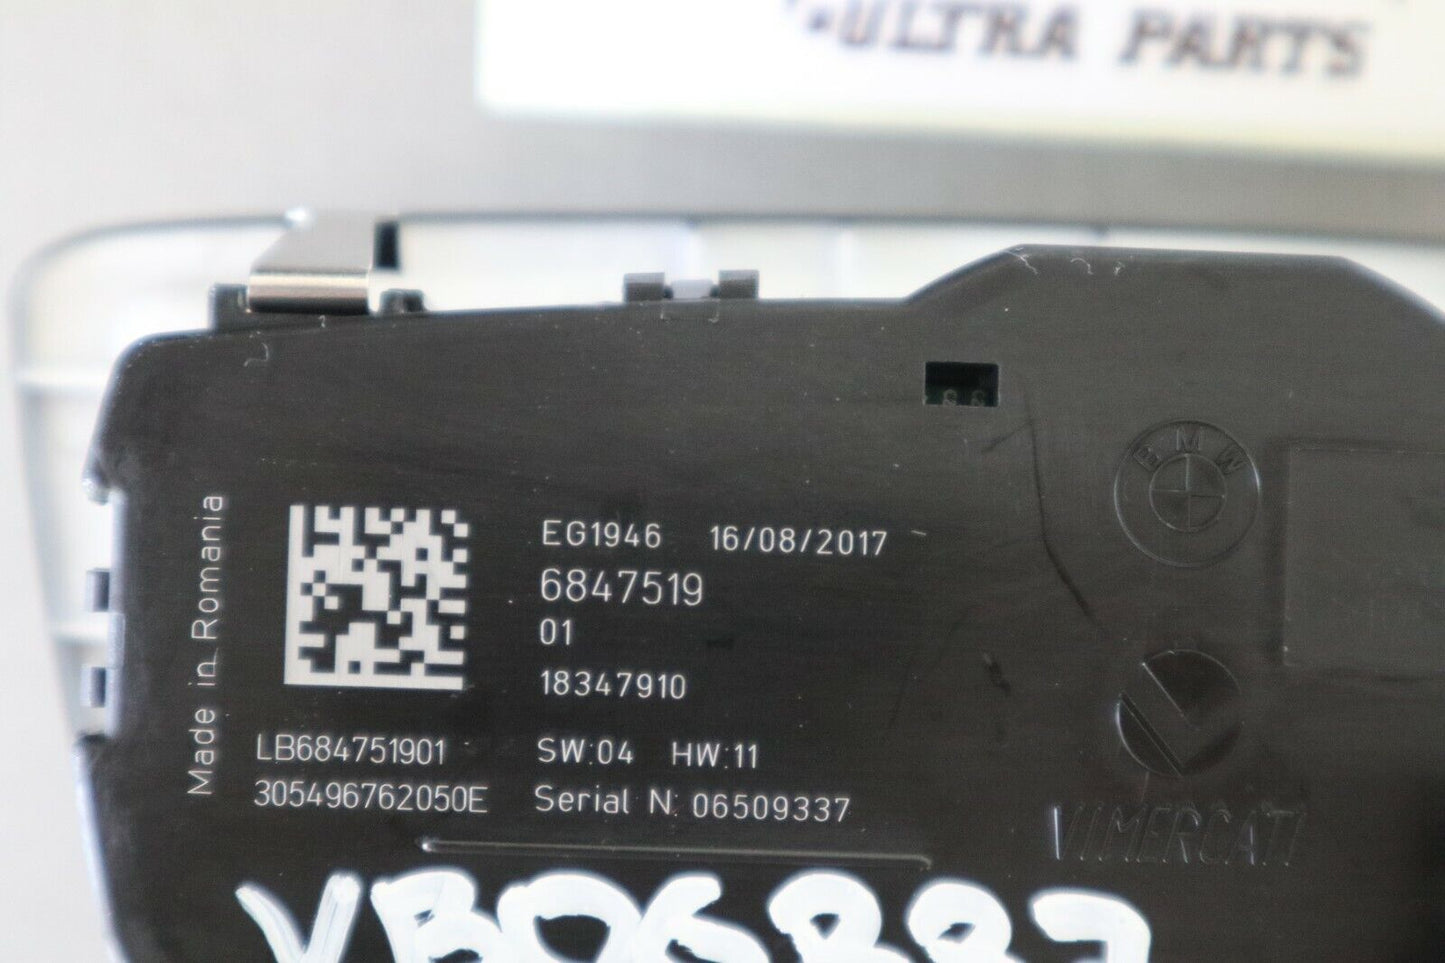 ULTRA PARTS
BMW
Made in Romania
EG1946 16/08/2017
6847519
01
18347910
LB684751901 SW:04 HW:11
305496762050E Serial N: 06509337
VIMERCATI